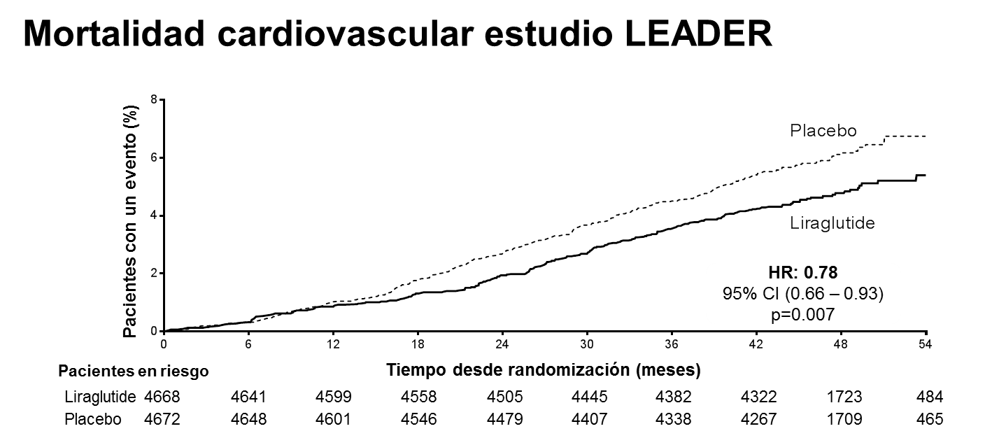 Mortalidad cardiovascular estudio LEADER
Pacientes con un evento (%)
8
6
4
2
0
Placebo
Liraglutide
HR: 0.78
95% CI (0.66 – 0.93)
p=0.007
0 6 12 18 24 30 36 42 48 54
Tiempo desde randomización (meses)
Pacientes en riesgo
Liraglutide 4668 4641 4599 4558 4505 4445 4382 4322 1723 484
Placebo 4672 4648 4601 4546 4479 4407 4338 4267 1709 465